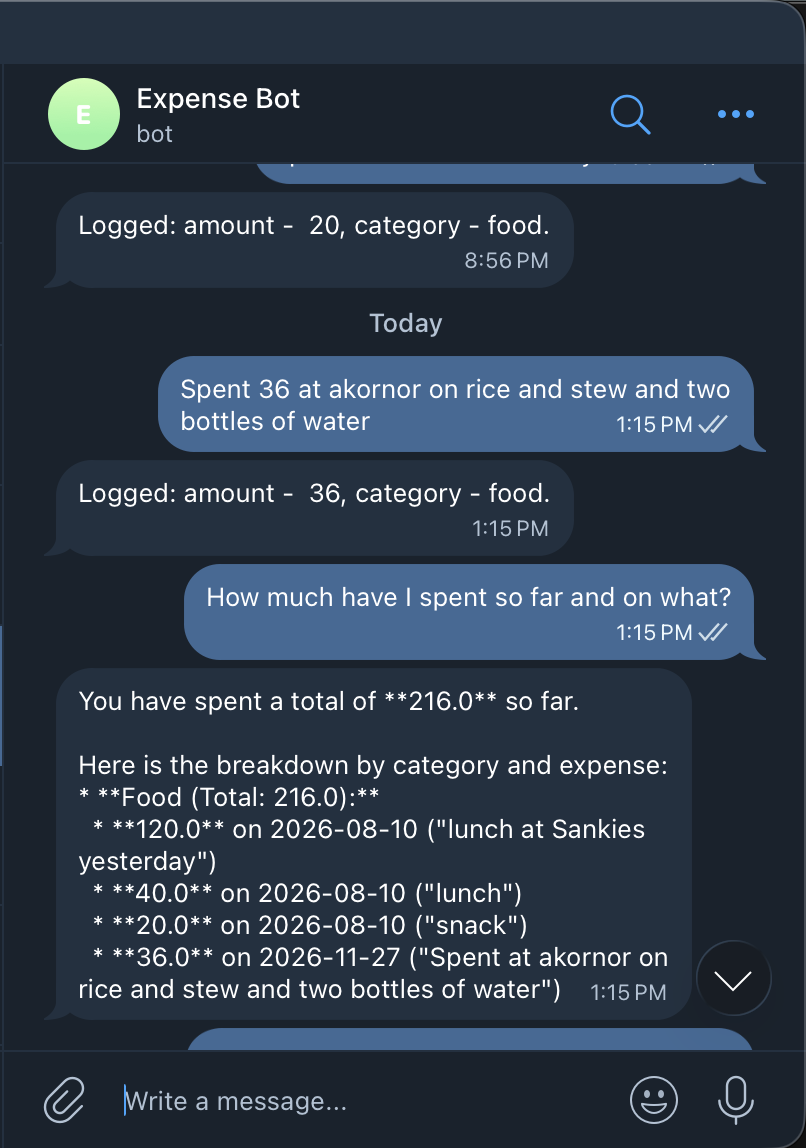 E
Expense Bot
bot
Logged: amount -  20, category - food.
8:56 PM
Today
Spent 36 at akornor on rice and stew and two
bottles of water
1:15 PM
Logged: amount -  36, category - food.
1:15 PM
How much have I spent so far and on what?
1:15 PM
You have spent a total of **216.0** so far.
Here is the breakdown by category and expense:
* **Food (Total: 216.0):**
  * **120.0** on 2026-08-10 ("lunch at Sankies
yesterday")
  * **40.0** on 2026-08-10 ("lunch")
  * **20.0** on 2026-08-10 ("snack")
  * **36.0** on 2026-11-27 ("Spent at akornor on
rice and stew and two bottles of water")
1:15 PM
Write a message...